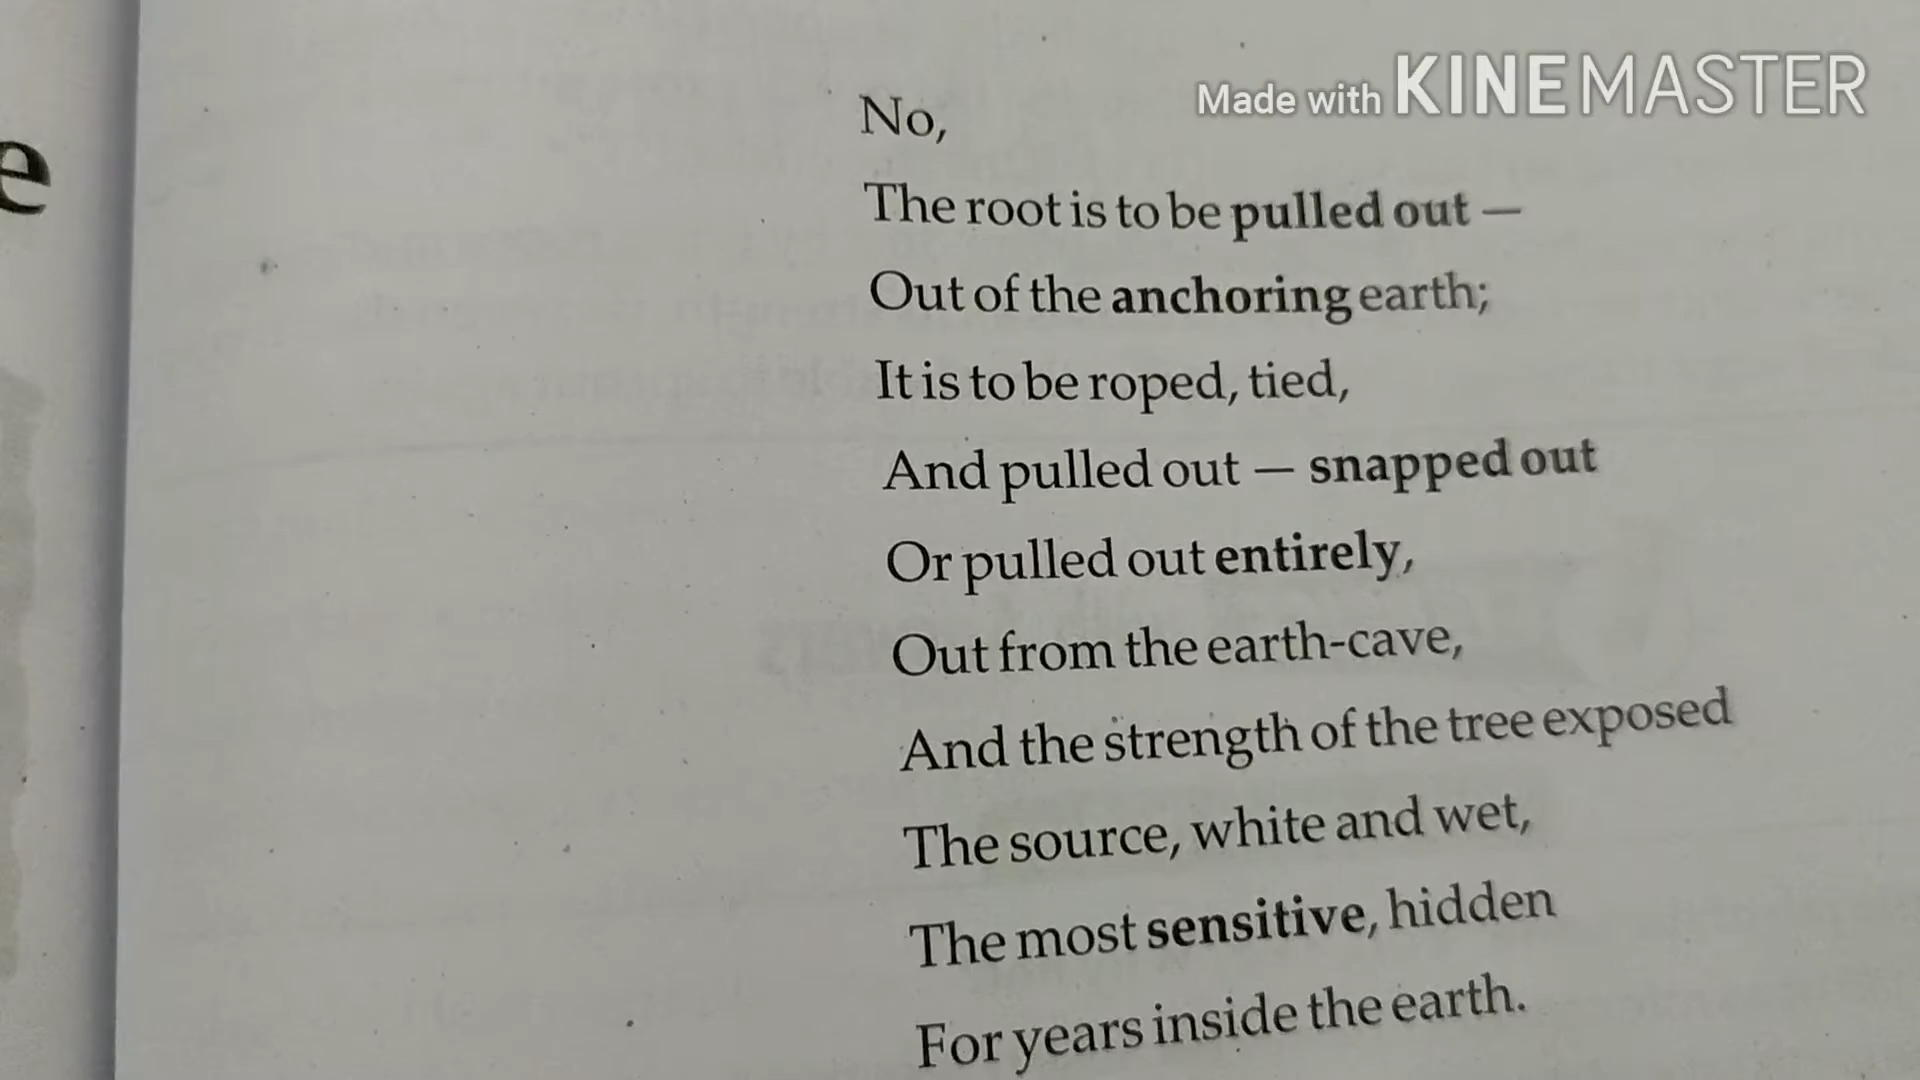 Made with KINEMASTER
e
No,
The root is to be pulled out —
Out of the anchoring earth;
It is to be roped, tied,
And pulled out — snapped out
Or pulled out entirely,
Out from the earth-cave,
And the strength of the tree exposed
The source, white and wet,
The most sensitive, hidden
For years inside the earth.